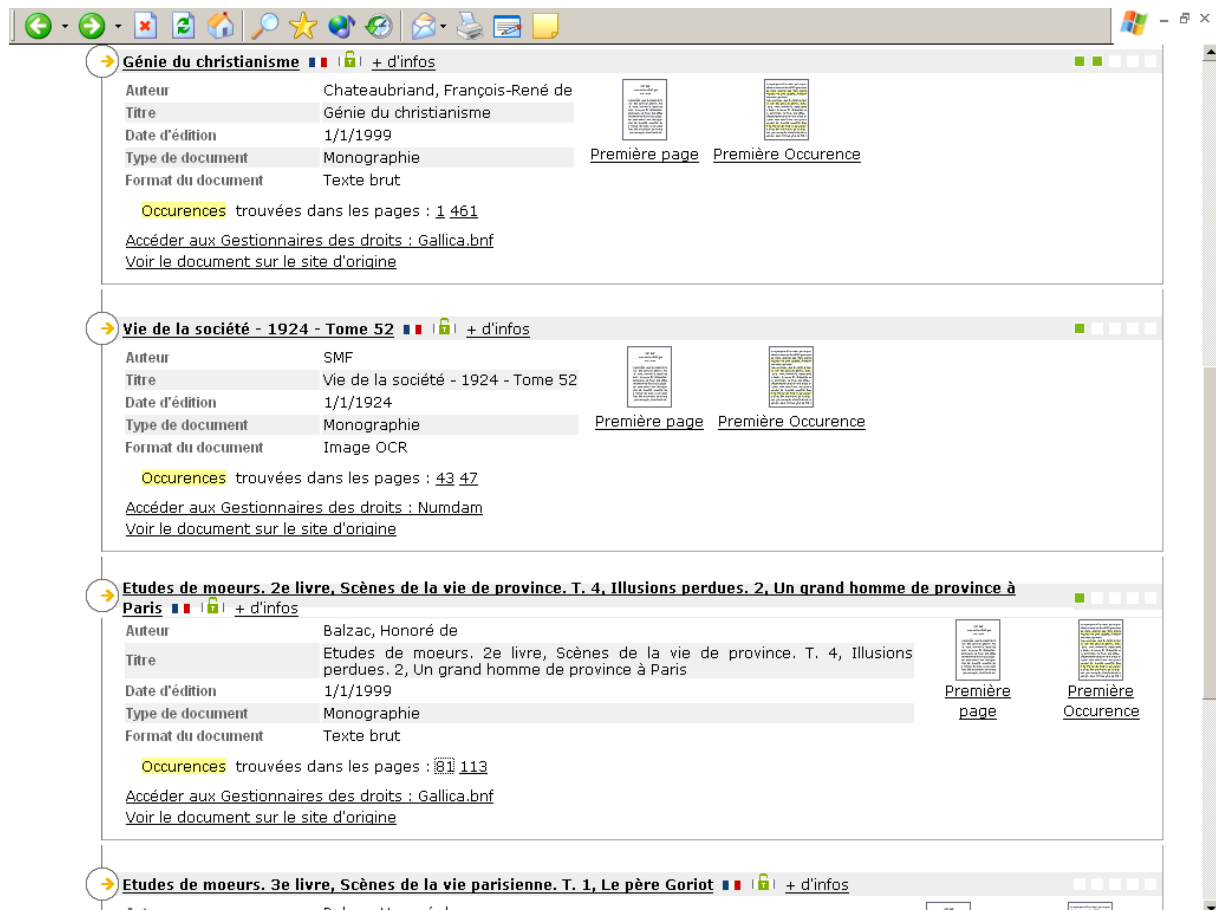 Génie du christianisme + d'infos
Auteur Chateaubriand, François-René de
Titre Génie du christianisme
Date d'édition 1/1/1999
Type de document Monographie
Première page Première Occurence
Format du document Texte brut
Occurences trouvées dans les pages : 1 461
Accéder aux Gestionnaires des droits : Gallica.bnf
Voir le document sur le site d'origine
Vie de la société - 1924 - Tome 52 + d'infos
Auteur SMF
Titre Vie de la société - 1924 - Tome 52
Date d'édition 1/1/1924
Type de document Monographie
Première page Première Occurence
Format du document Image OCR
Occurences trouvées dans les pages : 43 47
Accéder aux Gestionnaires des droits : Numdam
Voir le document sur le site d'origine
Etudes de moeurs. 2e livre, Scènes de la vie de province. T. 4, Illusions perdues. 2, Un grand homme de province à
Paris + d'infos
Auteur Balzac, Honoré de
Titre Etudes de moeurs. 2e livre, Scènes de la vie de province. T. 4, Illusions
perdues. 2, Un grand homme de province à Paris
Date d'édition 1/1/1999
Type de document Monographie
Première page
Première Occurence
Format du document Texte brut
Occurences trouvées dans les pages : 81 113
Accéder aux Gestionnaires des droits : Gallica.bnf
Voir le document sur le site d'origine
Etudes de moeurs. 3e livre, Scènes de la vie parisienne. T. 1, Le père Goriot + d'infos